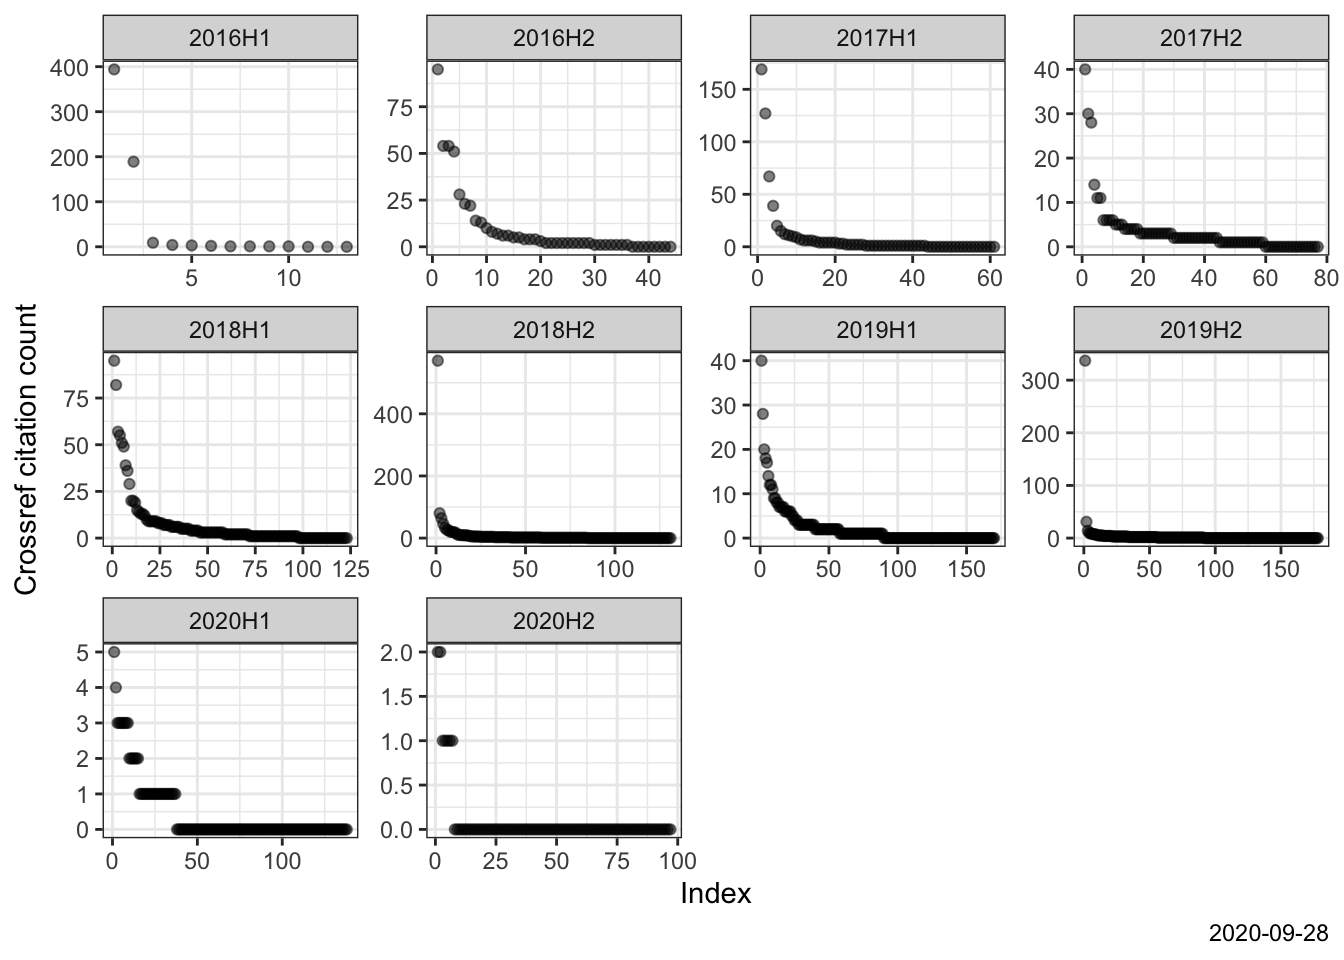 2016H1 2016H2 2017H1 2017H2
400 300 200 100 0
75 50 25 0
150 100 50 0
40 30 20 10 0
5 10
0 10 20 30 40
0 20 40 60
0 20 40 60 80
Crossref citation count
2018H1 2018H2 2019H1 2019H2
75 50 25 0
400 200 0
40 30 20 10 0
300 200 100 0
0 25 50 75 100 125
0 50 100
0 50 100 150
0 50 100 150
2020H1 2020H2
5 4 3 2 1 0
2.0 1.5 1.0 0.5 0.0
0 50 100
0 25 50 75 100
Index
2020-09-28